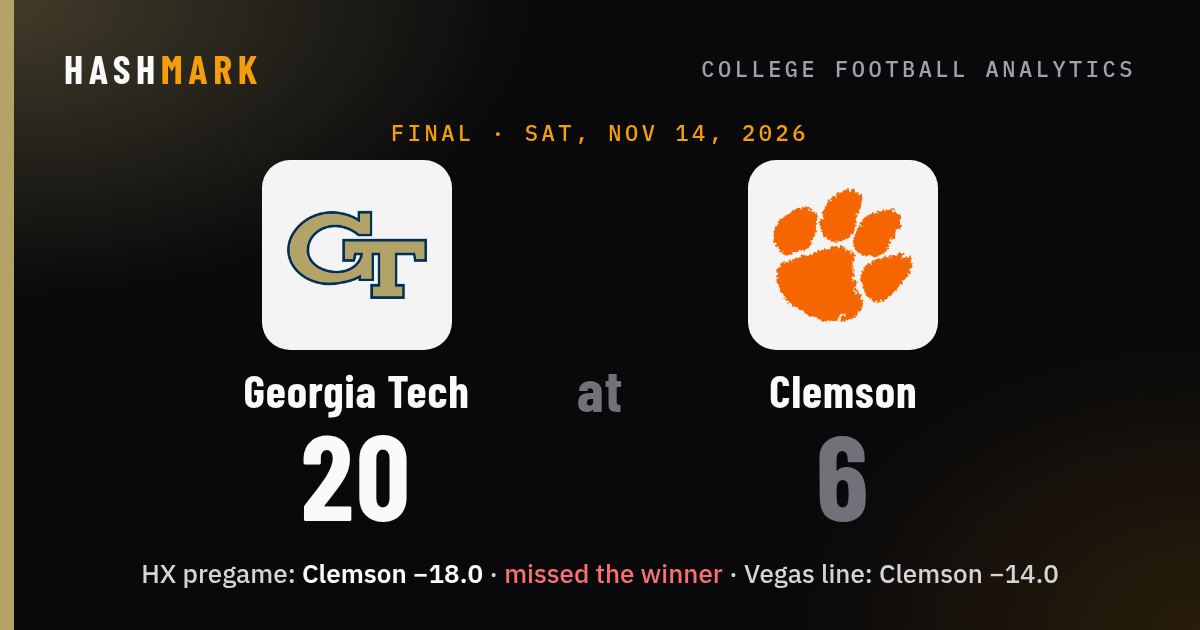 HASHMARK
COLLEGE FOOTBALL ANALYTICS
FINAL · SAT, NOV 14, 2026
GT
Georgia Tech
at
Clemson
20
6
HX pregame: Clemson −18.0 · missed the winner · Vegas line: Clemson −14.0